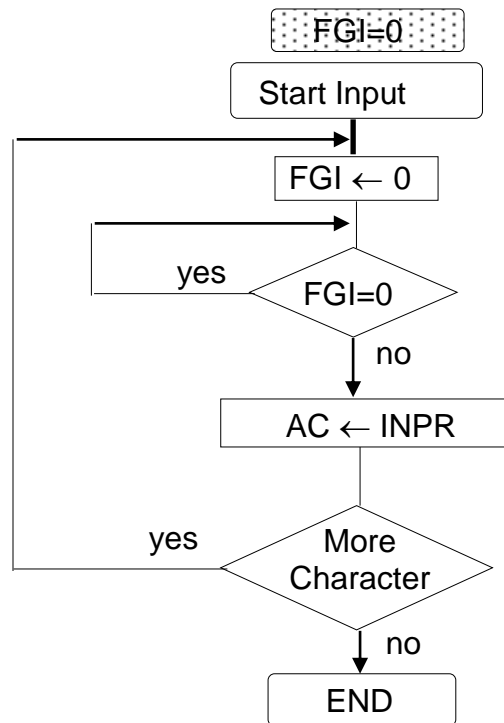 FGI=0
Start Input
FGI ← 0
yes
FGI=0
no
AC ← INPR
yes
More
Character
no
END